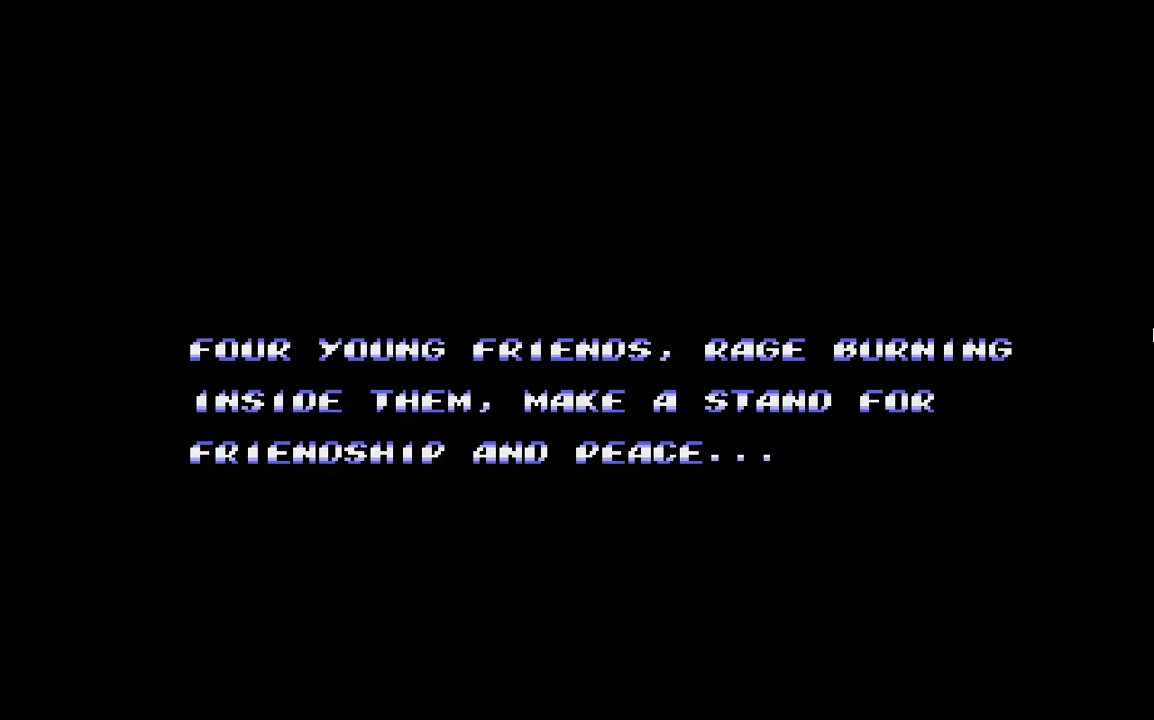 FOUR YOUNG FRIENDS, RAGE BURNING
INSIDE THEM, MAKE A STAND FOR
FRIENDSHIP AND PEACE...